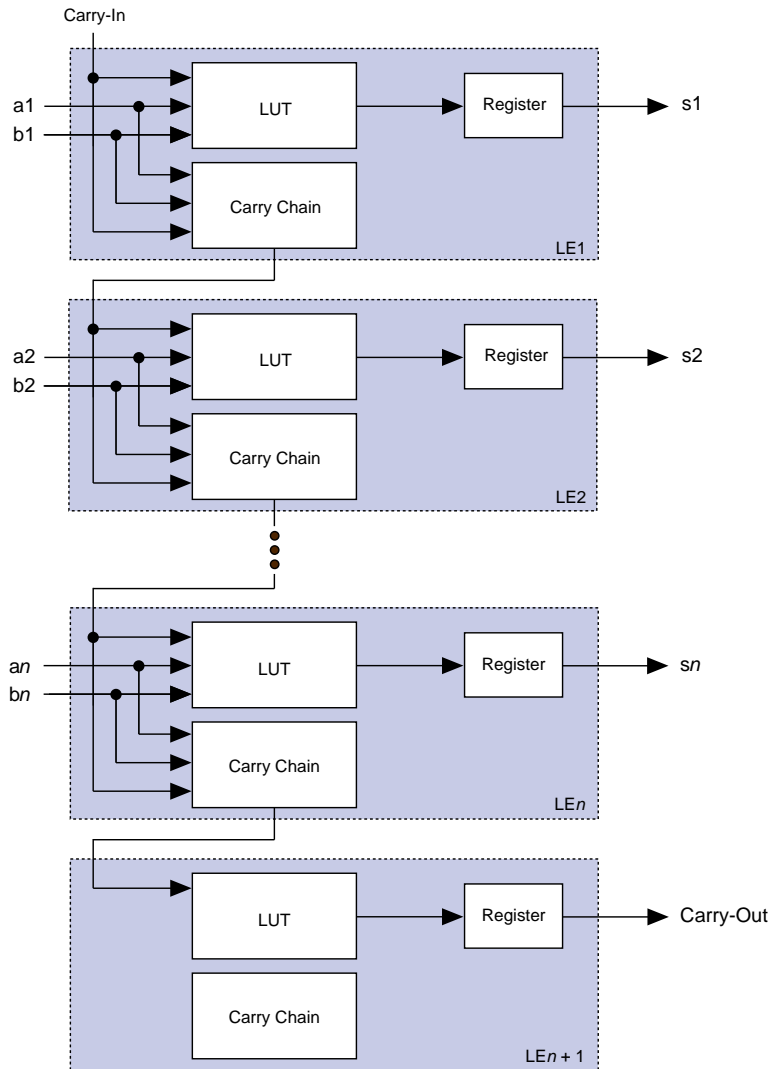 Carry-In
a1
b1
LUT
Register
s1
Carry Chain
LE1
a2
b2
LUT
Register
s2
Carry Chain
LE2
an
bn
LUT
Register
sn
Carry Chain
LEn
LUT
Register
Carry-Out
Carry Chain
LEn + 1